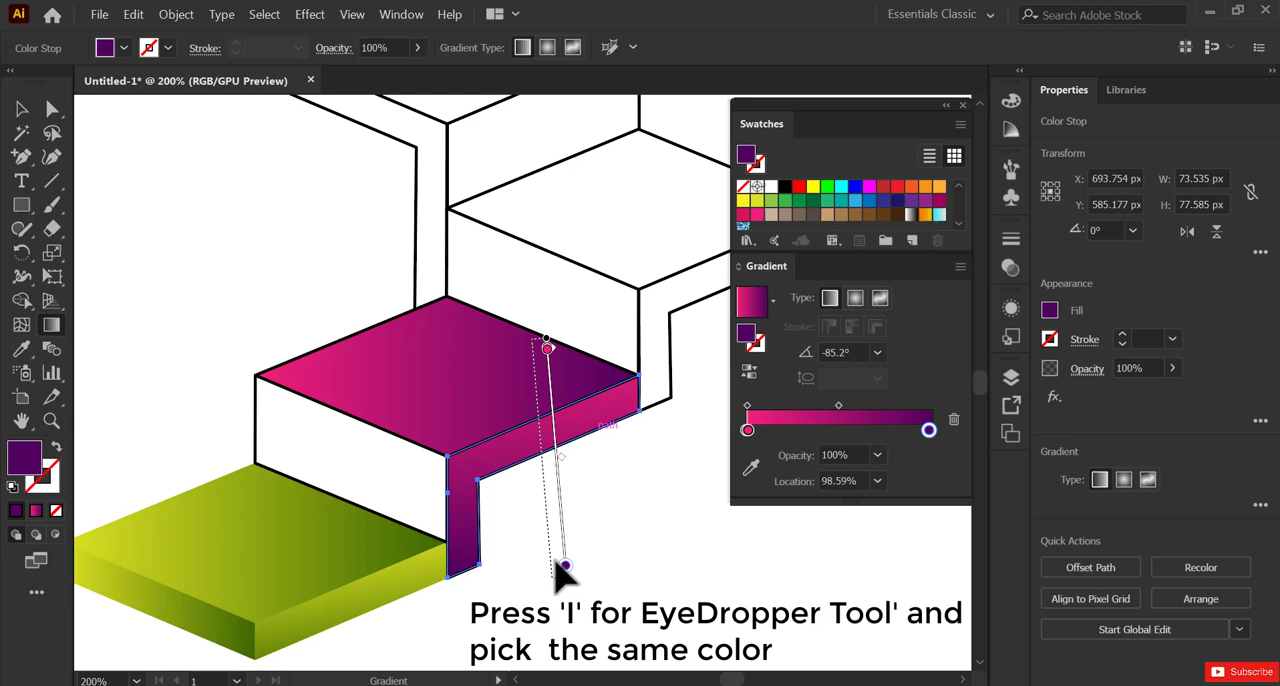 Ai File Edit Object Type Select Effect View Window Help Essentials Classic Search Adobe Stock
Color Stop Stroke: Opacity: 100% Gradient Type:
Untitled-1* @ 200% (RGB/GPU Preview)
Properties Libraries
Color Stop
Transform
X: 693.754 px W: 73.535 px
Y: 585.177 px H: 77.585 px
0°
Appearance
Fill
Stroke
Opacity 100%
fx.
Gradient
Type:
Quick Actions
Offset Path Recolor
Align to Pixel Grid Arrange
Start Global Edit
Swatches
Gradient
Type:
Stroke:
-85.2°
Opacity: 100%
Location: 98.59%
path
Press 'I' for EyeDropper Tool' and
pick the same color
200% 1 Gradient
Subscribe